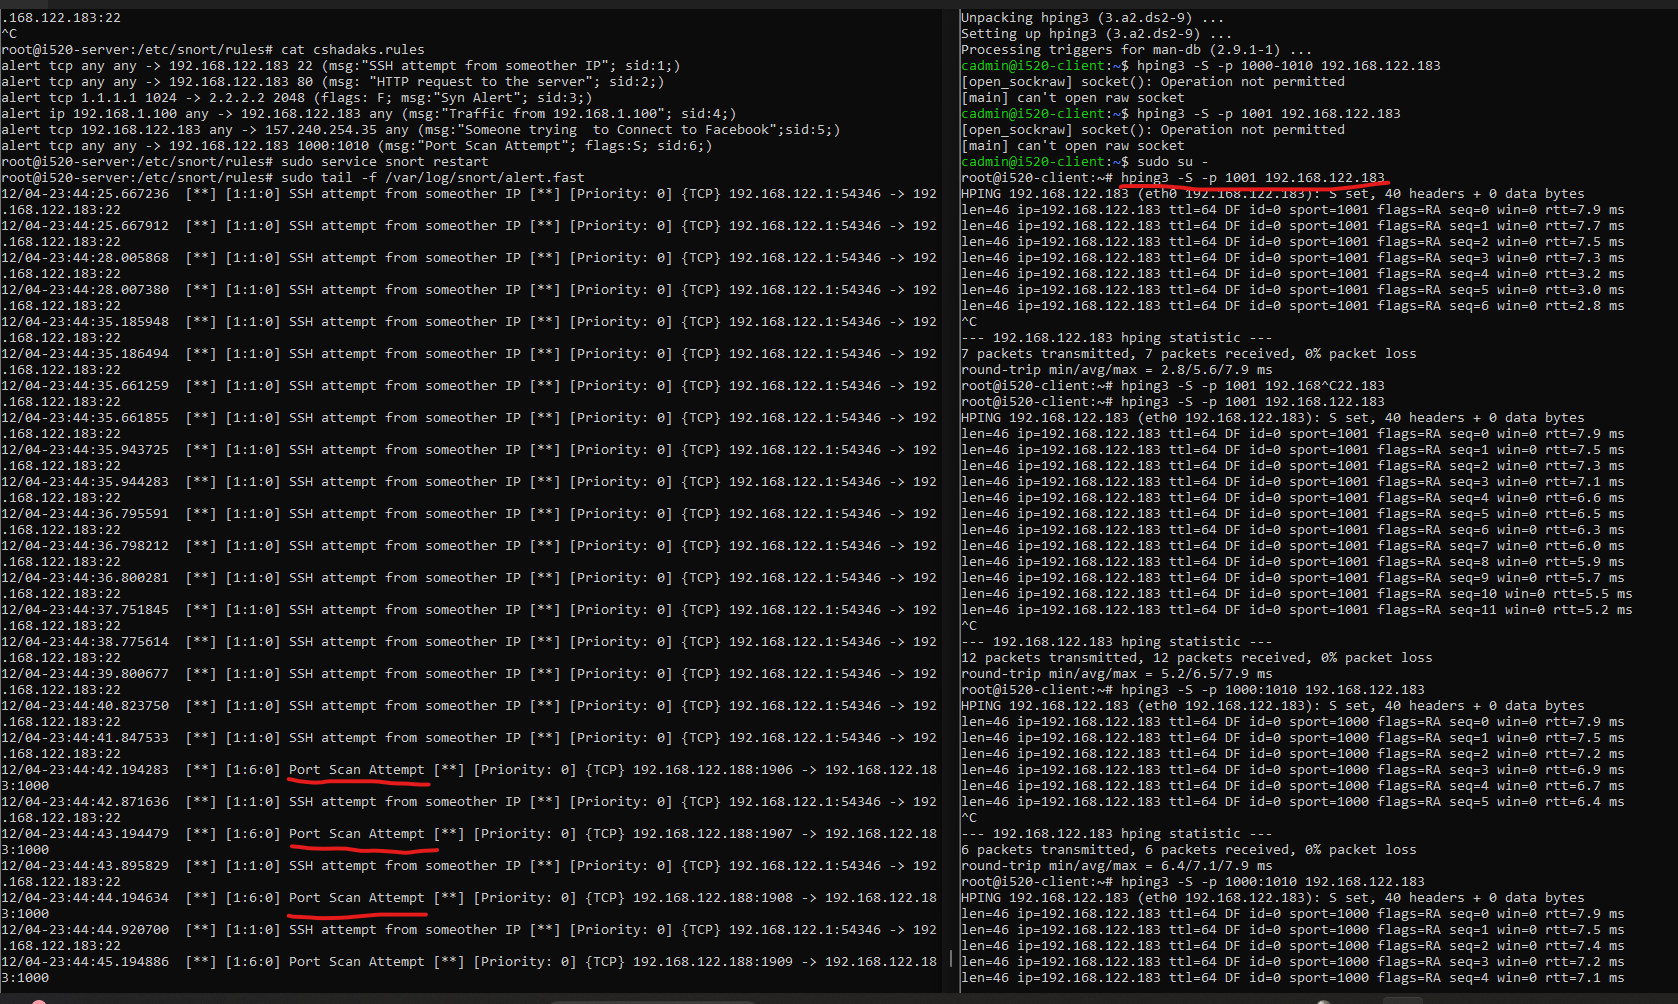 .168.122.183:22
^C
root@i520-server:/etc/snort/rules# cat cshadaks.rules
alert tcp any any -> 192.168.122.183 22 (msg:"SSH attempt from someother IP"; sid:1;)
alert tcp any any -> 192.168.122.183 80 (msg: "HTTP request to the server"; sid:2;)
alert tcp 1.1.1.1 1024 -> 2.2.2.2 2048 (flags: F; msg:"Syn Alert"; sid:3;)
alert ip 192.168.1.100 any -> 192.168.122.183 any (msg:"Traffic from 192.168.1.100"; sid:4;)
alert tcp 192.168.122.183 any -> 157.240.254.35 any (msg:"Someone trying  to Connect to Facebook";sid:5;)
alert tcp any any -> 192.168.122.183 1000:1010 (msg:"Port Scan Attempt"; flags:S; sid:6;)
root@i520-server:/etc/snort/rules# sudo service snort restart
root@i520-server:/etc/snort/rules# sudo tail -f /var/log/snort/alert.fast
12/04-23:44:25.667236  [**] [1:1:0] SSH attempt from someother IP [**] [Priority: 0] {TCP} 192.168.122.1:54346 -> 192
.168.122.183:22
12/04-23:44:25.667912  [**] [1:1:0] SSH attempt from someother IP [**] [Priority: 0] {TCP} 192.168.122.1:54346 -> 192
.168.122.183:22
12/04-23:44:28.005868  [**] [1:1:0] SSH attempt from someother IP [**] [Priority: 0] {TCP} 192.168.122.1:54346 -> 192
.168.122.183:22
12/04-23:44:28.007380  [**] [1:1:0] SSH attempt from someother IP [**] [Priority: 0] {TCP} 192.168.122.1:54346 -> 192
.168.122.183:22
12/04-23:44:35.185948  [**] [1:1:0] SSH attempt from someother IP [**] [Priority: 0] {TCP} 192.168.122.1:54346 -> 192
.168.122.183:22
12/04-23:44:35.186494  [**] [1:1:0] SSH attempt from someother IP [**] [Priority: 0] {TCP} 192.168.122.1:54346 -> 192
.168.122.183:22
12/04-23:44:35.661259  [**] [1:1:0] SSH attempt from someother IP [**] [Priority: 0] {TCP} 192.168.122.1:54346 -> 192
.168.122.183:22
12/04-23:44:35.661855  [**] [1:1:0] SSH attempt from someother IP [**] [Priority: 0] {TCP} 192.168.122.1:54346 -> 192
.168.122.183:22
12/04-23:44:35.943725  [**] [1:1:0] SSH attempt from someother IP [**] [Priority: 0] {TCP} 192.168.122.1:54346 -> 192
.168.122.183:22
12/04-23:44:35.944283  [**] [1:1:0] SSH attempt from someother IP [**] [Priority: 0] {TCP} 192.168.122.1:54346 -> 192
.168.122.183:22
12/04-23:44:36.795591  [**] [1:1:0] SSH attempt from someother IP [**] [Priority: 0] {TCP} 192.168.122.1:54346 -> 192
.168.122.183:22
12/04-23:44:36.798212  [**] [1:1:0] SSH attempt from someother IP [**] [Priority: 0] {TCP} 192.168.122.1:54346 -> 192
.168.122.183:22
12/04-23:44:36.800281  [**] [1:1:0] SSH attempt from someother IP [**] [Priority: 0] {TCP} 192.168.122.1:54346 -> 192
.168.122.183:22
12/04-23:44:37.751845  [**] [1:1:0] SSH attempt from someother IP [**] [Priority: 0] {TCP} 192.168.122.1:54346 -> 192
.168.122.183:22
12/04-23:44:38.775614  [**] [1:1:0] SSH attempt from someother IP [**] [Priority: 0] {TCP} 192.168.122.1:54346 -> 192
.168.122.183:22
12/04-23:44:39.800677  [**] [1:1:0] SSH attempt from someother IP [**] [Priority: 0] {TCP} 192.168.122.1:54346 -> 192
.168.122.183:22
12/04-23:44:40.823750  [**] [1:1:0] SSH attempt from someother IP [**] [Priority: 0] {TCP} 192.168.122.1:54346 -> 192
.168.122.183:22
12/04-23:44:41.847533  [**] [1:1:0] SSH attempt from someother IP [**] [Priority: 0] {TCP} 192.168.122.1:54346 -> 192
.168.122.183:22
12/04-23:44:42.194283  [**] [1:6:0] Port Scan Attempt [**] [Priority: 0] {TCP} 192.168.122.188:1906 -> 192.168.122.18
3:1000
12/04-23:44:42.871636  [**] [1:1:0] SSH attempt from someother IP [**] [Priority: 0] {TCP} 192.168.122.1:54346 -> 192
.168.122.183:22
12/04-23:44:43.194479  [**] [1:6:0] Port Scan Attempt [**] [Priority: 0] {TCP} 192.168.122.188:1907 -> 192.168.122.18
3:1000
12/04-23:44:43.895829  [**] [1:1:0] SSH attempt from someother IP [**] [Priority: 0] {TCP} 192.168.122.1:54346 -> 192
.168.122.183:22
12/04-23:44:44.194634  [**] [1:6:0] Port Scan Attempt [**] [Priority: 0] {TCP} 192.168.122.188:1908 -> 192.168.122.18
3:1000
12/04-23:44:44.920700  [**] [1:1:0] SSH attempt from someother IP [**] [Priority: 0] {TCP} 192.168.122.1:54346 -> 192
.168.122.183:22
12/04-23:44:45.194886  [**] [1:6:0] Port Scan Attempt [**] [Priority: 0] {TCP} 192.168.122.188:1909 -> 192.168.122.18
3:1000
Unpacking hping3 (3.a2.ds2-9) ...
Setting up hping3 (3.a2.ds2-9) ...
Processing triggers for man-db (2.9.1-1) ...
cadmin@i520-client:~$ hping3 -S -p 1000-1010 192.168.122.183
[open_sockraw] socket(): Operation not permitted
[main] can't open raw socket
cadmin@i520-client:~$ hping3 -S -p 1001 192.168.122.183
[open_sockraw] socket(): Operation not permitted
[main] can't open raw socket
cadmin@i520-client:~$ sudo su -
root@i520-client:~# hping3 -S -p 1001 192.168.122.183
HPING 192.168.122.183 (eth0 192.168.122.183): S set, 40 headers + 0 data bytes
len=46 ip=192.168.122.183 ttl=64 DF id=0 sport=1001 flags=RA seq=0 win=0 rtt=7.9 ms
len=46 ip=192.168.122.183 ttl=64 DF id=0 sport=1001 flags=RA seq=1 win=0 rtt=7.7 ms
len=46 ip=192.168.122.183 ttl=64 DF id=0 sport=1001 flags=RA seq=2 win=0 rtt=7.5 ms
len=46 ip=192.168.122.183 ttl=64 DF id=0 sport=1001 flags=RA seq=3 win=0 rtt=7.3 ms
len=46 ip=192.168.122.183 ttl=64 DF id=0 sport=1001 flags=RA seq=4 win=0 rtt=3.2 ms
len=46 ip=192.168.122.183 ttl=64 DF id=0 sport=1001 flags=RA seq=5 win=0 rtt=3.0 ms
len=46 ip=192.168.122.183 ttl=64 DF id=0 sport=1001 flags=RA seq=6 win=0 rtt=2.8 ms
^C
--- 192.168.122.183 hping statistic ---
7 packets transmitted, 7 packets received, 0% packet loss
round-trip min/avg/max = 2.8/5.6/7.9 ms
root@i520-client:~# hping3 -S -p 1001 192.168^C22.183
root@i520-client:~# hping3 -S -p 1001 192.168.122.183
HPING 192.168.122.183 (eth0 192.168.122.183): S set, 40 headers + 0 data bytes
len=46 ip=192.168.122.183 ttl=64 DF id=0 sport=1001 flags=RA seq=0 win=0 rtt=7.9 ms
len=46 ip=192.168.122.183 ttl=64 DF id=0 sport=1001 flags=RA seq=1 win=0 rtt=7.5 ms
len=46 ip=192.168.122.183 ttl=64 DF id=0 sport=1001 flags=RA seq=2 win=0 rtt=7.3 ms
len=46 ip=192.168.122.183 ttl=64 DF id=0 sport=1001 flags=RA seq=3 win=0 rtt=7.1 ms
len=46 ip=192.168.122.183 ttl=64 DF id=0 sport=1001 flags=RA seq=4 win=0 rtt=6.6 ms
len=46 ip=192.168.122.183 ttl=64 DF id=0 sport=1001 flags=RA seq=5 win=0 rtt=6.5 ms
len=46 ip=192.168.122.183 ttl=64 DF id=0 sport=1001 flags=RA seq=6 win=0 rtt=6.3 ms
len=46 ip=192.168.122.183 ttl=64 DF id=0 sport=1001 flags=RA seq=7 win=0 rtt=6.0 ms
len=46 ip=192.168.122.183 ttl=64 DF id=0 sport=1001 flags=RA seq=8 win=0 rtt=5.9 ms
len=46 ip=192.168.122.183 ttl=64 DF id=0 sport=1001 flags=RA seq=9 win=0 rtt=5.7 ms
len=46 ip=192.168.122.183 ttl=64 DF id=0 sport=1001 flags=RA seq=10 win=0 rtt=5.5 ms
len=46 ip=192.168.122.183 ttl=64 DF id=0 sport=1001 flags=RA seq=11 win=0 rtt=5.2 ms
^C
--- 192.168.122.183 hping statistic ---
12 packets transmitted, 12 packets received, 0% packet loss
round-trip min/avg/max = 5.2/6.5/7.9 ms
root@i520-client:~# hping3 -S -p 1000:1010 192.168.122.183
HPING 192.168.122.183 (eth0 192.168.122.183): S set, 40 headers + 0 data bytes
len=46 ip=192.168.122.183 ttl=64 DF id=0 sport=1000 flags=RA seq=0 win=0 rtt=7.9 ms
len=46 ip=192.168.122.183 ttl=64 DF id=0 sport=1000 flags=RA seq=1 win=0 rtt=7.5 ms
len=46 ip=192.168.122.183 ttl=64 DF id=0 sport=1000 flags=RA seq=2 win=0 rtt=7.2 ms
len=46 ip=192.168.122.183 ttl=64 DF id=0 sport=1000 flags=RA seq=3 win=0 rtt=6.9 ms
len=46 ip=192.168.122.183 ttl=64 DF id=0 sport=1000 flags=RA seq=4 win=0 rtt=6.7 ms
len=46 ip=192.168.122.183 ttl=64 DF id=0 sport=1000 flags=RA seq=5 win=0 rtt=6.4 ms
^C
--- 192.168.122.183 hping statistic ---
6 packets transmitted, 6 packets received, 0% packet loss
round-trip min/avg/max = 6.4/7.1/7.9 ms
root@i520-client:~# hping3 -S -p 1000:1010 192.168.122.183
HPING 192.168.122.183 (eth0 192.168.122.183): S set, 40 headers + 0 data bytes
len=46 ip=192.168.122.183 ttl=64 DF id=0 sport=1000 flags=RA seq=0 win=0 rtt=7.9 ms
len=46 ip=192.168.122.183 ttl=64 DF id=0 sport=1000 flags=RA seq=1 win=0 rtt=7.5 ms
len=46 ip=192.168.122.183 ttl=64 DF id=0 sport=1000 flags=RA seq=2 win=0 rtt=7.4 ms
len=46 ip=192.168.122.183 ttl=64 DF id=0 sport=1000 flags=RA seq=3 win=0 rtt=7.2 ms
len=46 ip=192.168.122.183 ttl=64 DF id=0 sport=1000 flags=RA seq=4 win=0 rtt=7.1 ms